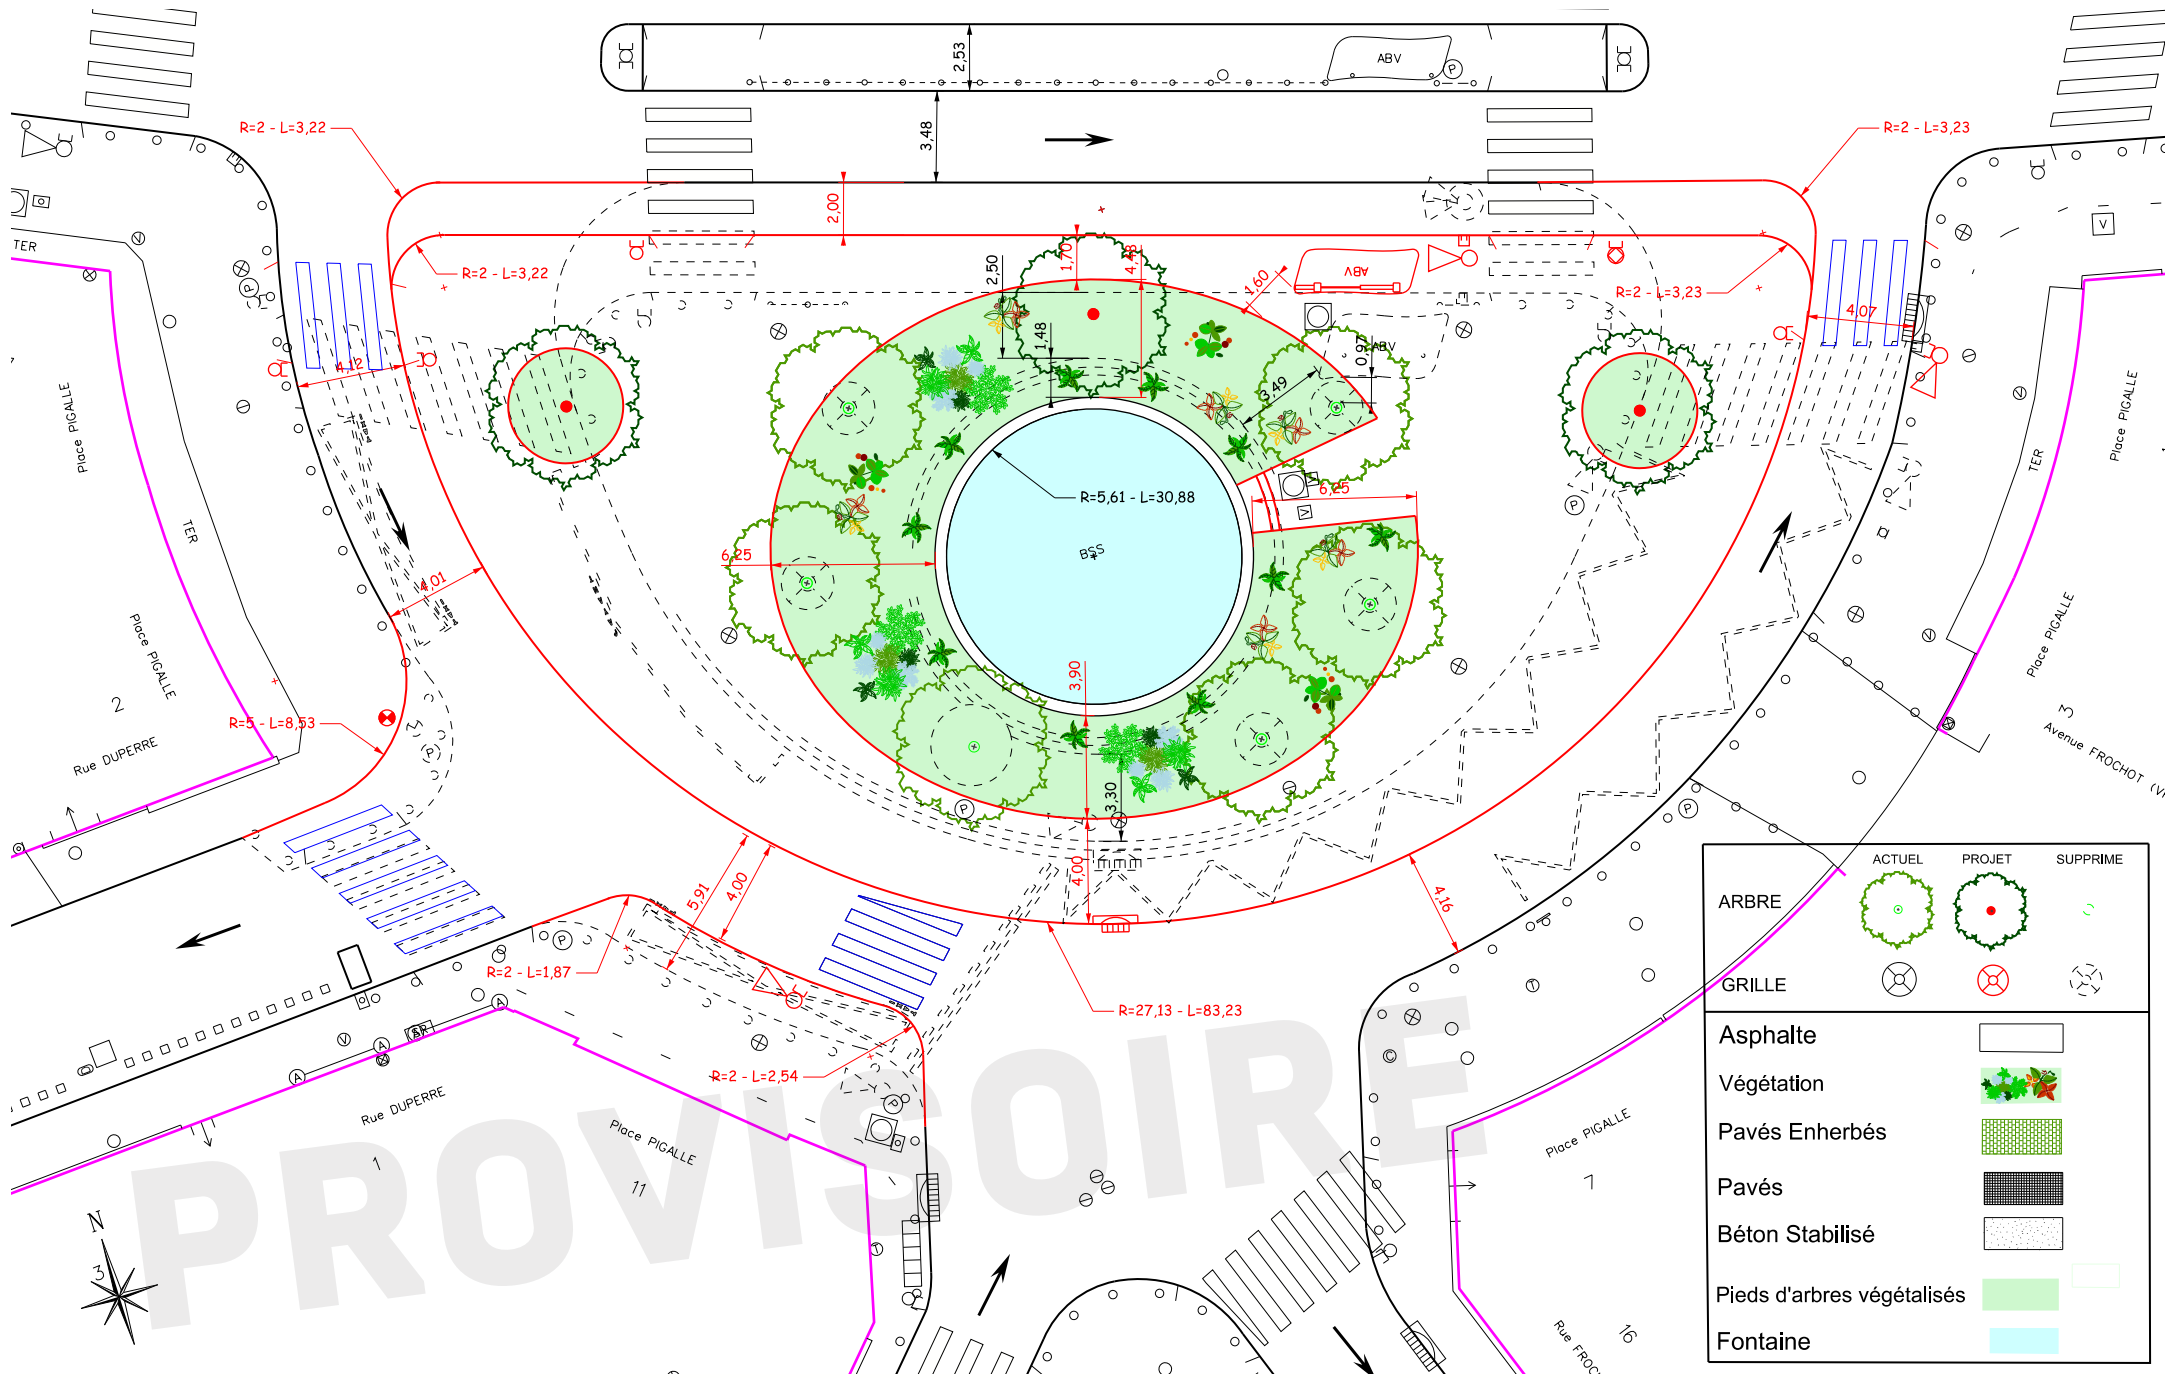 2,53
ABV
P
3,48
R=2 - L=3,22
R=2 - L=3,23
2,00
V
TER
P
R=2 - L=3,22
2,50
1,70
4,48
1,60
ABV
R=2 - L=3,23
4,07
4,12
1,48
0,97
ABV
3,49
Place PIGALLE
TER
R=5,61 - L=30,88
V
6,25
V
P
TER
Place PIGALLE
BSS
6,25
4,01
Place PIGALLE
2
R=5 - L=8,53
Rue DUPERRE
P
3,90
3,30
P
Place PIGALLE
3
Avenue FROCHOT
P
4,00
5,91
4,00
4,16
R=2 - L=1,87
P
R=27,13 - L=83,23
R=2 - L=2,54
V
A
A
A
SR
T
C
P
Rue DUPERRE
1
Place PIGALLE
11
Place PIGALLE
7
T
16
Rue FROC
N
3
PROVISOIRE
ACTUEL PROJET SUPPRIME
ARBRE
GRILLE
Asphalte
Végétation
Pavés Enherbés
Pavés
Béton Stabilisé
Pieds d'arbres végétalisés
Fontaine